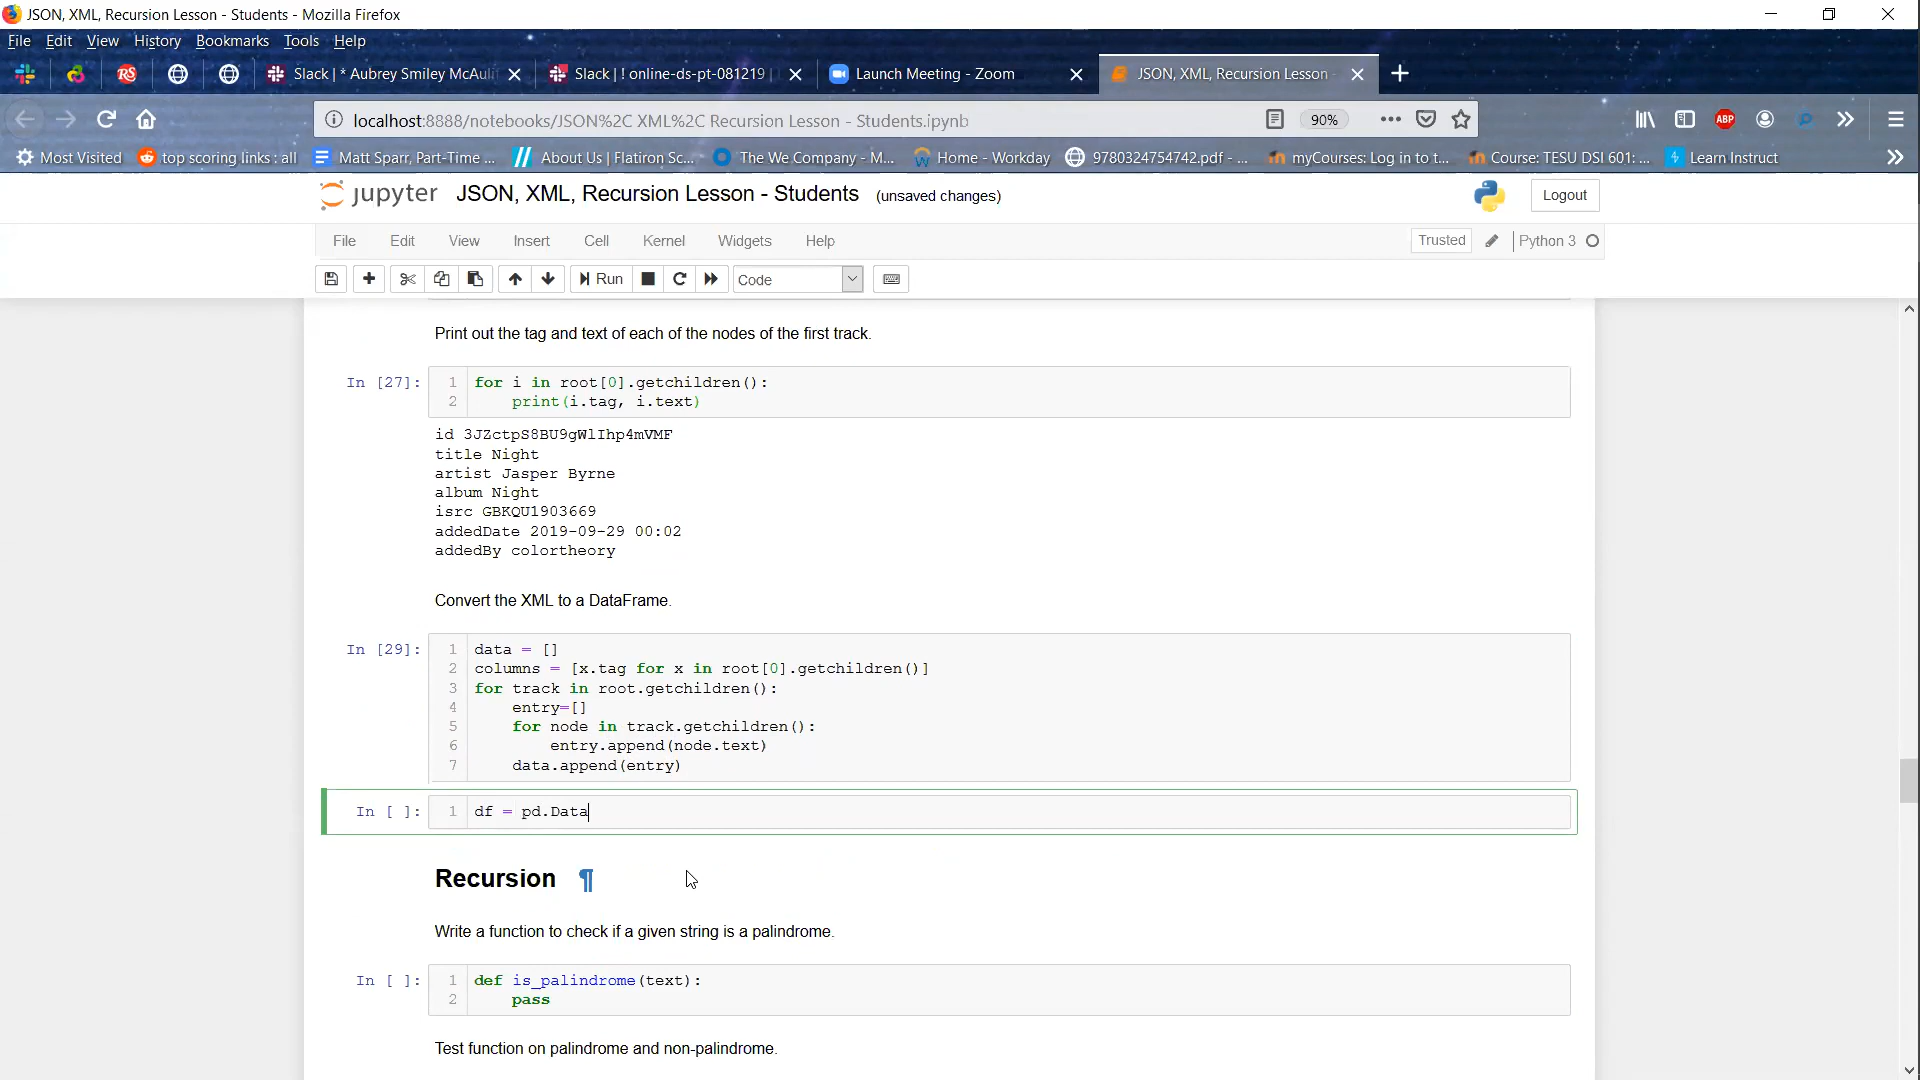 JSON, XML, Recursion Lesson - Students - Mozilla Firefox
File Edit View History Bookmarks Tools Help
Slack | * Aubrey Smiley McAuli
Slack | ! online-ds-pt-081219 |
Launch Meeting - Zoom
JSON, XML, Recursion Lesson -
localhost:8888/notebooks/JSON%2C XML%2C Recursion Lesson - Students.ipynb
90%
ABP
Most Visited
top scoring links : all
Matt Sparr, Part-Time ...
About Us | Flatiron Sc...
The We Company - M...
Home - Workday
9780324754742.pdf - ...
myCourses: Log in to t...
Course: TESU DSI 601: ...
Learn Instruct
jupyter JSON, XML, Recursion Lesson - Students (unsaved changes)
Logout
File Edit View Insert Cell Kernel Widgets Help
Trusted
Python 3
Run
Code
Print out the tag and text of each of the nodes of the first track.
In [27]:
1 for i in root[0].getchildren():
2 print(i.tag, i.text)
id 3JZctpS8BU9gWlIhp4mVMF
title Night
artist Jasper Byrne
album Night
isrc GBKQU1903669
addedDate 2019-09-29 00:02
addedBy colortheory
Convert the XML to a DataFrame.
In [29]:
1 data = []
2 columns = [x.tag for x in root[0].getchildren()]
3 for track in root.getchildren():
4 entry=[]
5 for node in track.getchildren():
6 entry.append(node.text)
7 data.append(entry)
In [ ]:
1 df = pd.Data
Recursion ¶
Write a function to check if a given string is a palindrome.
In [ ]:
1 def is_palindrome(text):
2 pass
Test function on palindrome and non-palindrome.